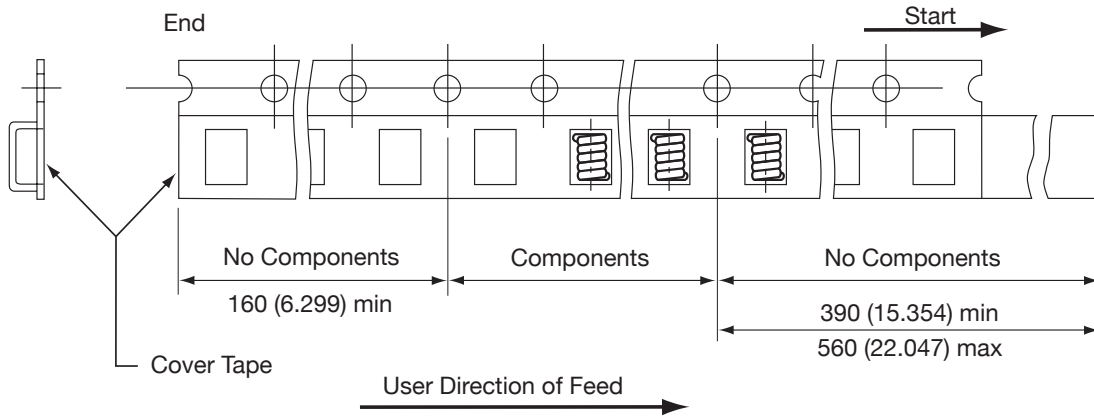 End
Start
No Components
Components
No Components
160 (6.299) min
390 (15.354) min
560 (22.047) max
Cover Tape
User Direction of Feed